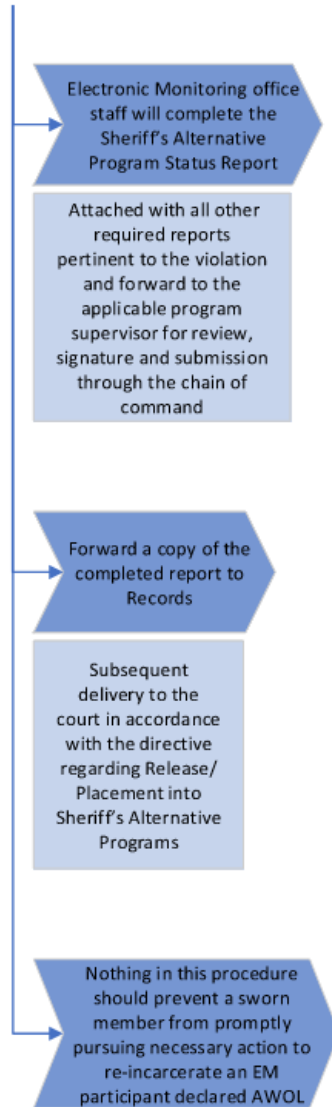 Electronic Monitoring office
staff will complete the
Sheriff's Alternative
Program Status Report
Attached with all other
required reports
pertinent to the violation
and forward to the
applicable program
supervisor for review,
signature and submission
through the chain of
command
Forward a copy of the
completed report to
Records
Subsequent
delivery to the
court in accordance
with the directive
regarding Release/
Placement into
Sheriff's Alternative
Programs
Nothing in this procedure
should prevent a sworn
member from promptly
pursuing necessary action to
re-incarcerate an EM
participant declared AWOL